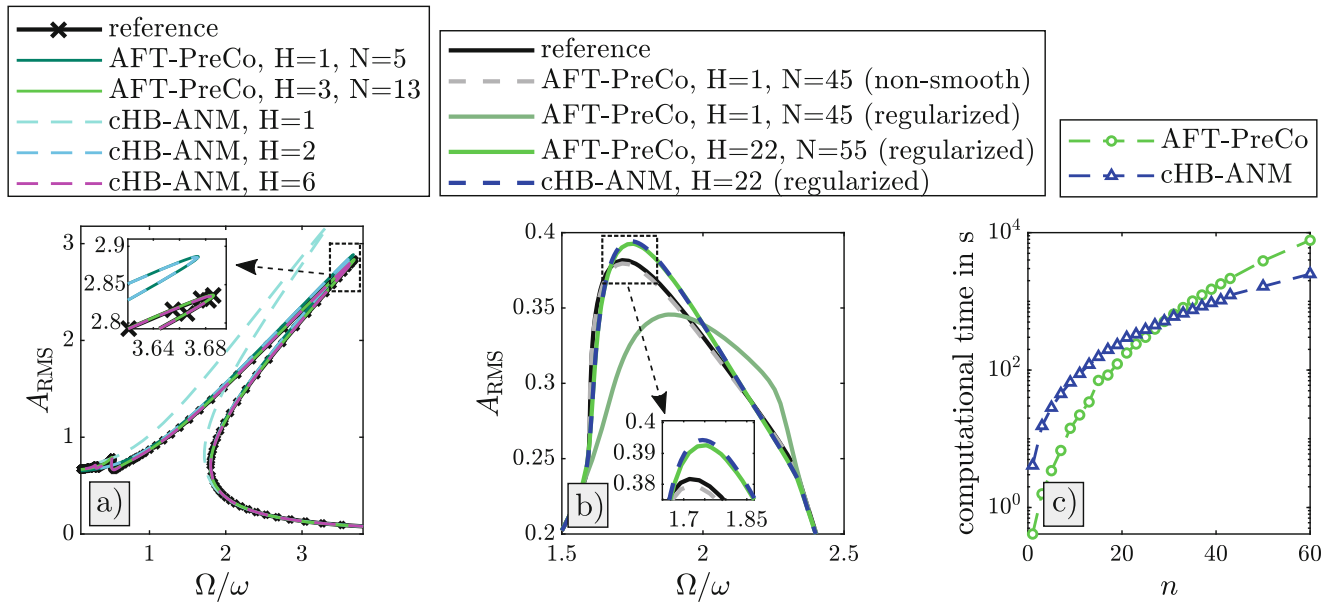 reference
AFT-PreCo, H=1, N=5
AFT-PreCo, H=3, N=13
cHB-ANM, H=1
cHB-ANM, H=2
cHB-ANM, H=6
reference
AFT-PreCo, H=1, N=45 (non-smooth)
AFT-PreCo, H=1, N=45 (regularized)
AFT-PreCo, H=22, N=55 (regularized)
cHB-ANM, H=22 (regularized)
AFT-PreCo
cHB-ANM
A_RMS
3
2
1
0
1 2 3
Ω/ω
2.9
2.85
2.8
3.64 3.68
a)
A_RMS
0.4
0.35
0.3
0.25
0.2
1.5 2 2.5
Ω/ω
0.4
0.39
0.38
1.7 1.85
b)
computational time in s
10^4
10^2
10^0
0 20 40 60
n
c)